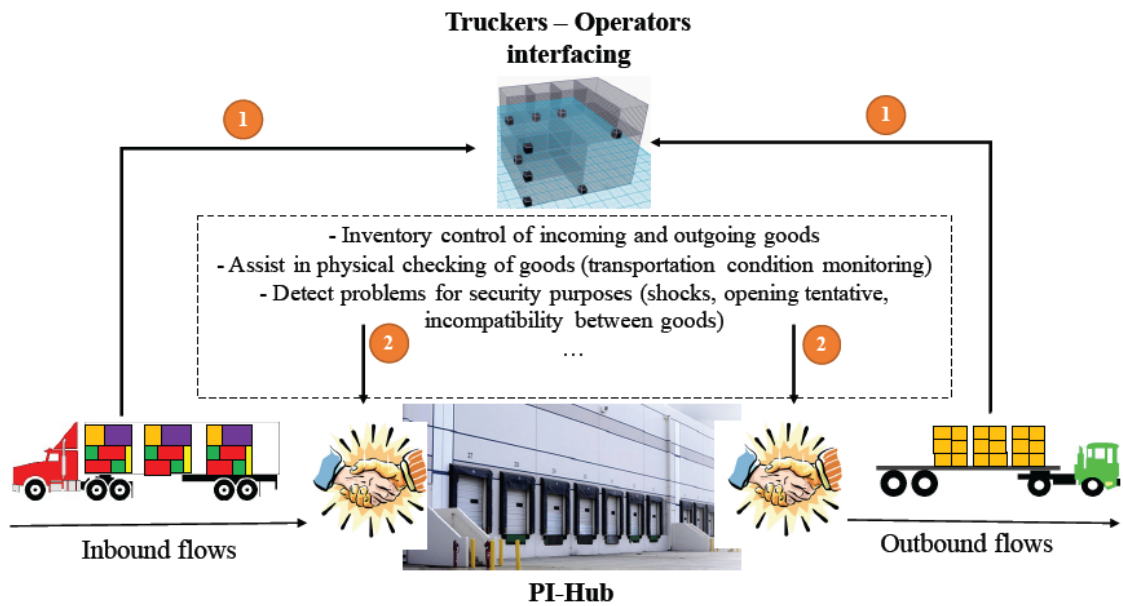 Truckers – Operators
interfacing
1
1
- Inventory control of incoming and outgoing goods
- Assist in physical checking of goods (transportation condition monitoring)
- Detect problems for security purposes (shocks, opening tentative,
incompatibility between goods)
...
2
2
Inbound flows
Outbound flows
PI-Hub